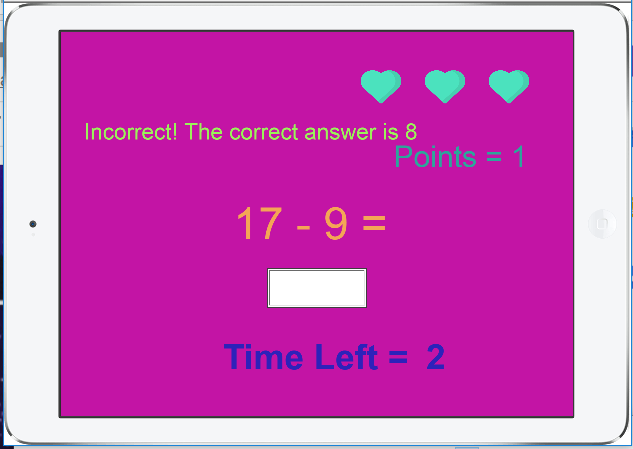 Incorrect! The correct answer is 8
Points = 1
17 - 9 =
Time Left = 2